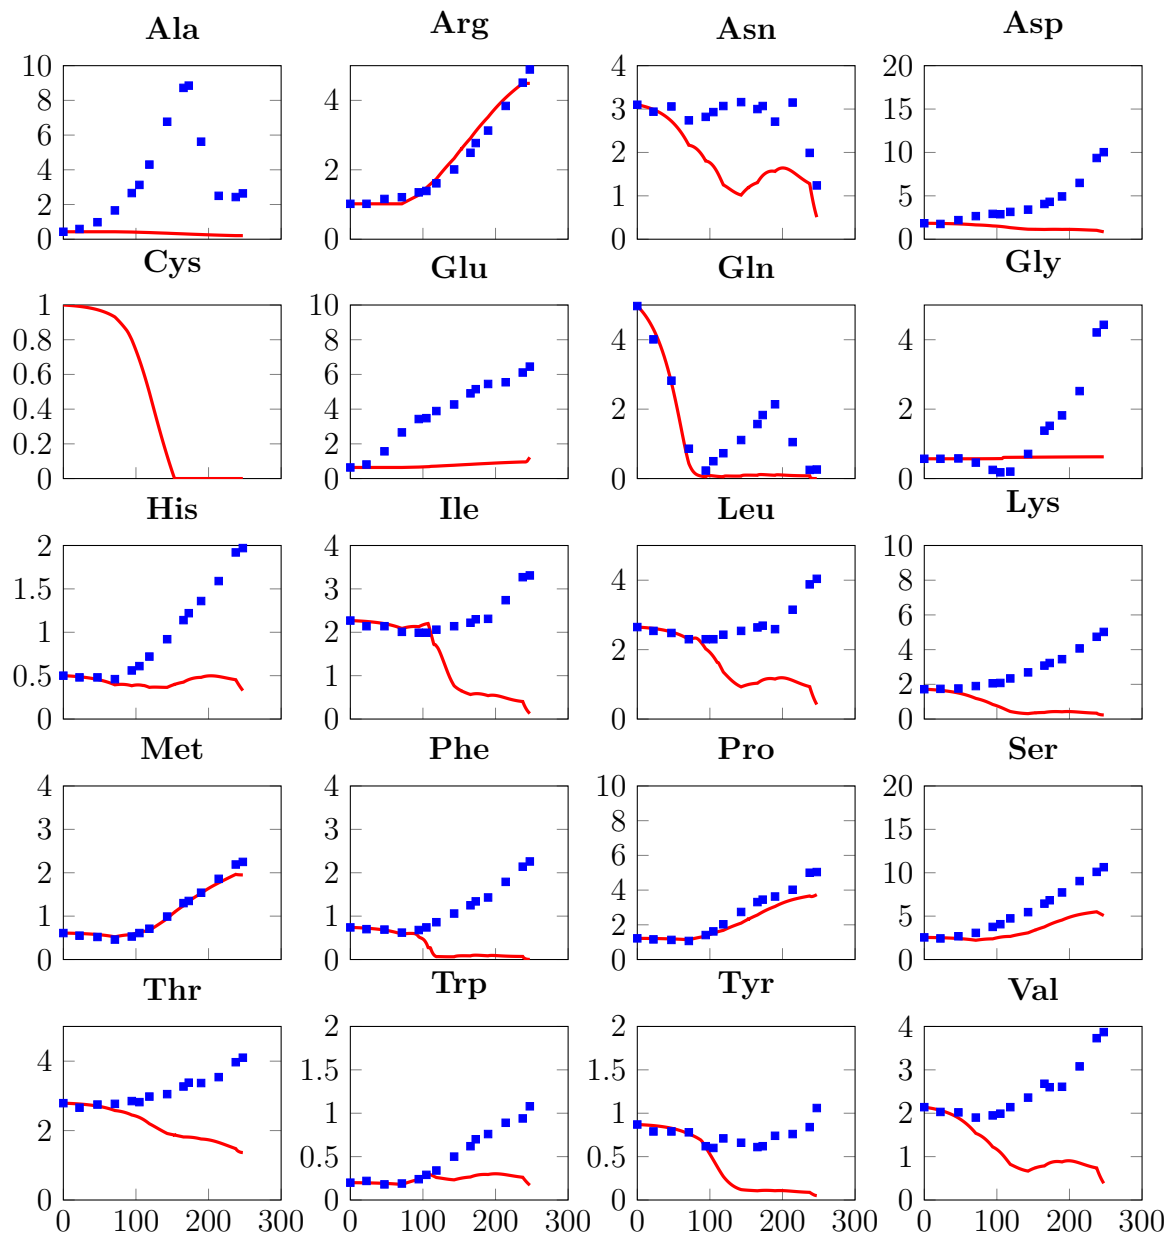 Ala Arg Asn Asp
10 8 6 4 2 0
4 2 0
4 3 2 1 0
20 15 10 5 0
Cys Glu Gln Gly
1 0.8 0.6 0.4 0.2 0
10 8 6 4 2 0
4 2 0
4 2 0
His Ile Leu Lys
2 1.5 1 0.5 0
4 3 2 1 0
4 2 0
10 8 6 4 2 0
Met Phe Pro Ser
4 3 2 1 0
4 3 2 1 0
10 8 6 4 2 0
20 15 10 5 0
Thr Trp Tyr Val
4 2 0
2 1.5 1 0.5 0
2 1.5 1 0.5 0
4 3 2 1 0
0 100 200 300 0 100 200 300 0 100 200 300 0 100 200 300